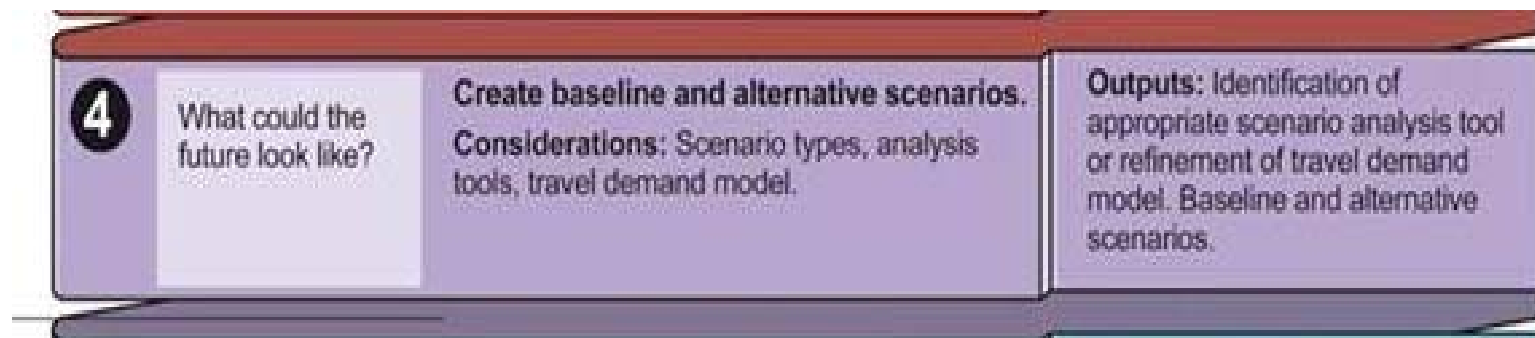 4
What could the
future look like?
Create baseline and alternative scenarios.
Considerations: Scenario types, analysis
tools, travel demand model.
Outputs: Identification of
appropriate scenario analysis tool
or refinement of travel demand
model. Baseline and alternative
scenarios.